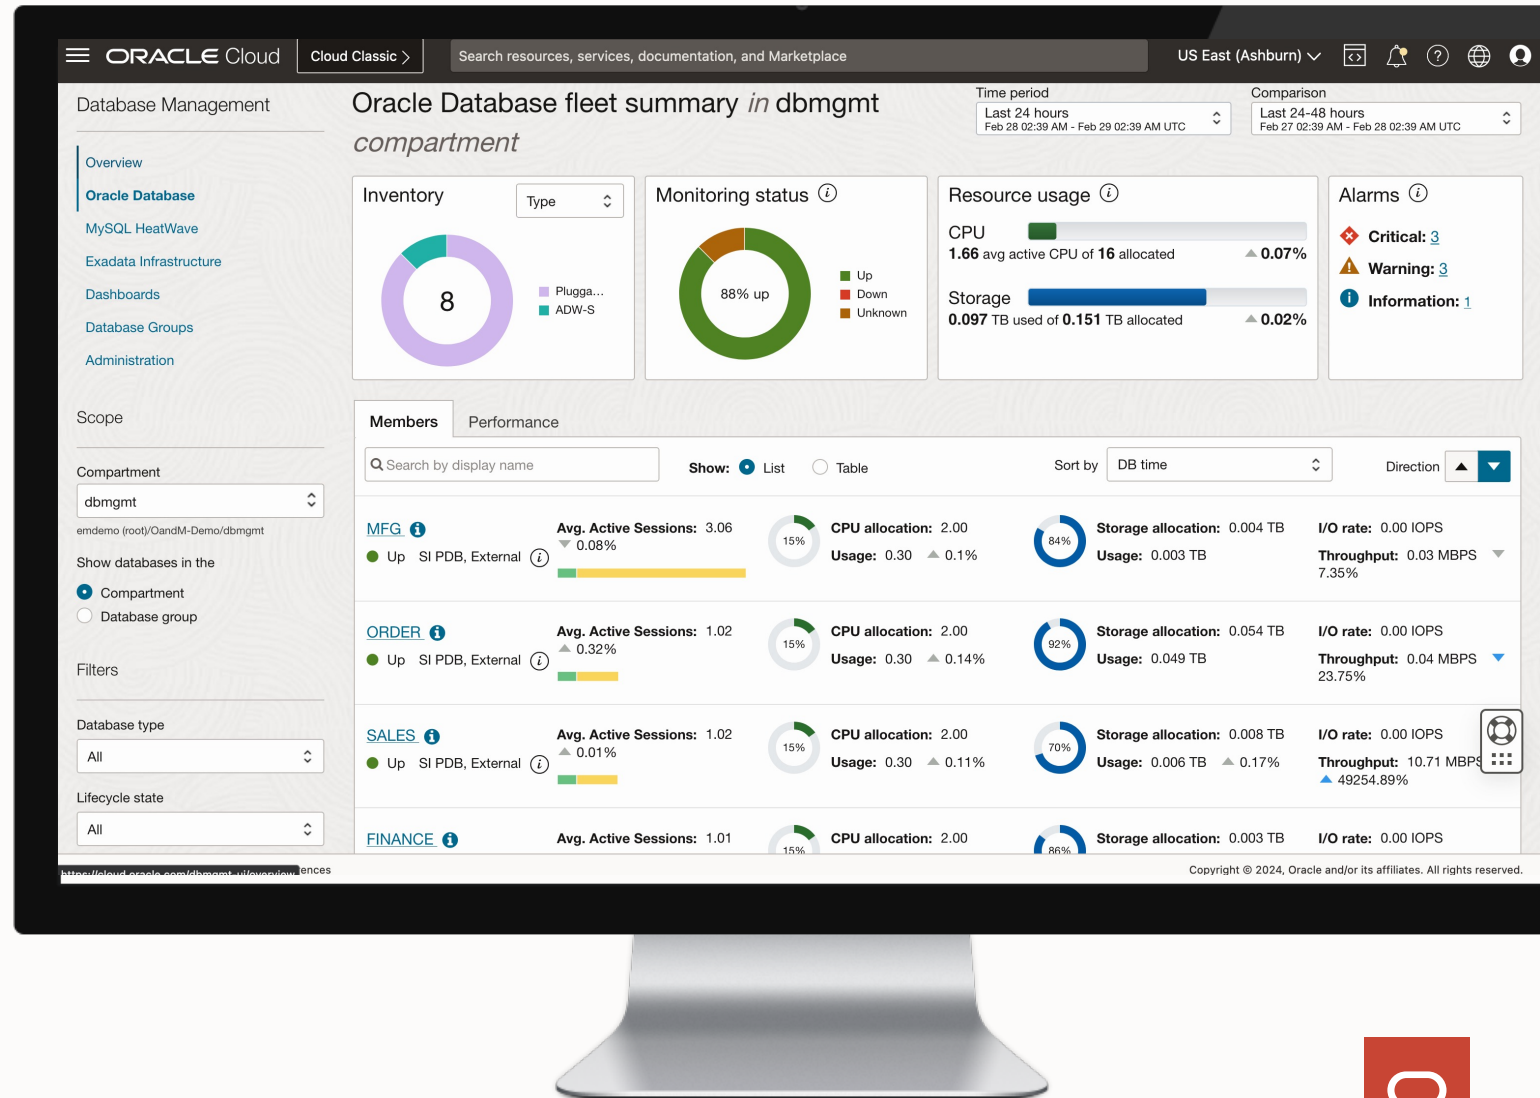 ORACLE Cloud
Cloud Classic >
Search resources, services, documentation, and Marketplace
US East (Ashburn)
Database Management
Overview
Oracle Database
MySQL HeatWave
Exadata Infrastructure
Dashboards
Database Groups
Administration
Scope
Compartment
dbmgmt
emdemo (root)/OandM-Demo/dbmgmt
Show databases in the
Compartment
Database group
Filters
Database type
All
Lifecycle state
All
Oracle Database fleet summary in dbmgmt
compartment
Time period
Last 24 hours
Feb 28 02:39 AM - Feb 29 02:39 AM UTC
Comparison
Last 24-48 hours
Feb 27 02:39 AM - Feb 28 02:39 AM UTC
Inventory
Type
8
Plugga...
ADW-S
Monitoring status
88% up
Up
Down
Unknown
Resource usage
CPU
1.66 avg active CPU of 16 allocated
0.07%
Storage
0.097 TB used of 0.151 TB allocated
0.02%
Alarms
Critical: 3
Warning: 3
Information: 1
Members
Performance
Search by display name
Show: List Table
Sort by DB time
Direction
MFG
Up SI PDB, External
Avg. Active Sessions: 3.06
0.08%
15%
CPU allocation: 2.00
Usage: 0.30 0.1%
84%
Storage allocation: 0.004 TB
Usage: 0.003 TB
I/O rate: 0.00 IOPS
Throughput: 0.03 MBPS
7.35%
ORDER
Up SI PDB, External
Avg. Active Sessions: 1.02
0.32%
15%
CPU allocation: 2.00
Usage: 0.30 0.14%
92%
Storage allocation: 0.054 TB
Usage: 0.049 TB
I/O rate: 0.00 IOPS
Throughput: 0.04 MBPS
23.75%
SALES
Up SI PDB, External
Avg. Active Sessions: 1.02
0.01%
15%
CPU allocation: 2.00
Usage: 0.30 0.11%
70%
Storage allocation: 0.008 TB
Usage: 0.006 TB 0.17%
I/O rate: 0.00 IOPS
Throughput: 10.71 MBPS
49254.89%
FINANCE
Avg. Active Sessions: 1.01
15%
CPU allocation: 2.00
86%
Storage allocation: 0.003 TB
I/O rate: 0.00 IOPS
https://cloud.oracle.com/dbmgmt-ui/overview
ences
Copyright © 2024, Oracle and/or its affiliates. All rights reserved.